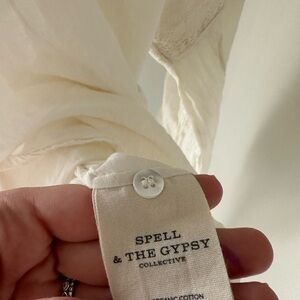 SPELL
& THE GYPSY
COLLECTIVE
ORGANIC COTTON